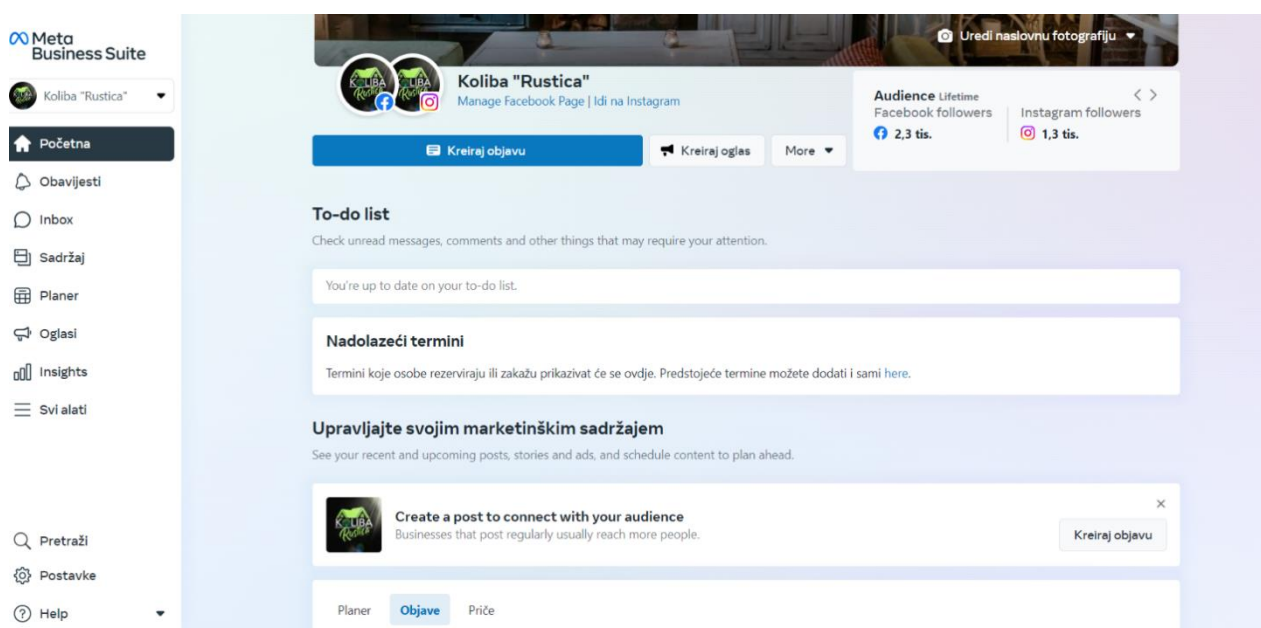 Meta
Business Suite
Koliba "Rustica"
Početna
Obavijesti
Inbox
Sadržaj
Planer
Oglasi
Insights
Svi alati
Pretraži
Postavke
Help
Uredi naslovnu fotografiju
KOLIBA
Rustica
KOLIBA
Rustica
Koliba "Rustica"
Manage Facebook Page | Idi na Instagram
Audience Lifetime
Facebook followers
2,3 tis.
Instagram followers
1,3 tis.
Kreiraj objavu
Kreiraj oglas
More
To-do list
Check unread messages, comments and other things that may require your attention.
You're up to date on your to-do list.
Nadolazeći termini
Termini koje osobe rezerviraju ili zakažu prikazivat će se ovdje. Predstojeće termine možete dodati i sami here.
Upravljajte svojim marketinškim sadržajem
See your recent and upcoming posts, stories and ads, and schedule content to plan ahead.
KOLIBA
Rustica
Create a post to connect with your audience
Businesses that post regularly usually reach more people.
Kreiraj objavu
Planer
Objave
Priče